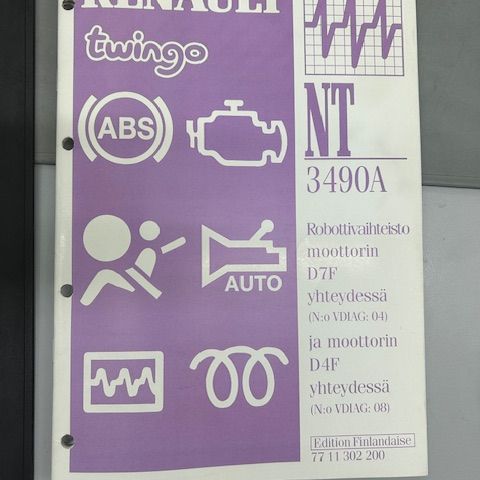 RENAULT
twingo
ABS
AUTO
NT
3490A
Robottivaihteisto
moottorin
D7F
yhteydessä
(N:o VDIAG: 04)
ja moottorin
D4F
yhteydessä
(N:o VDIAG: 08)
Edition Finlandaise
77 11 302 200